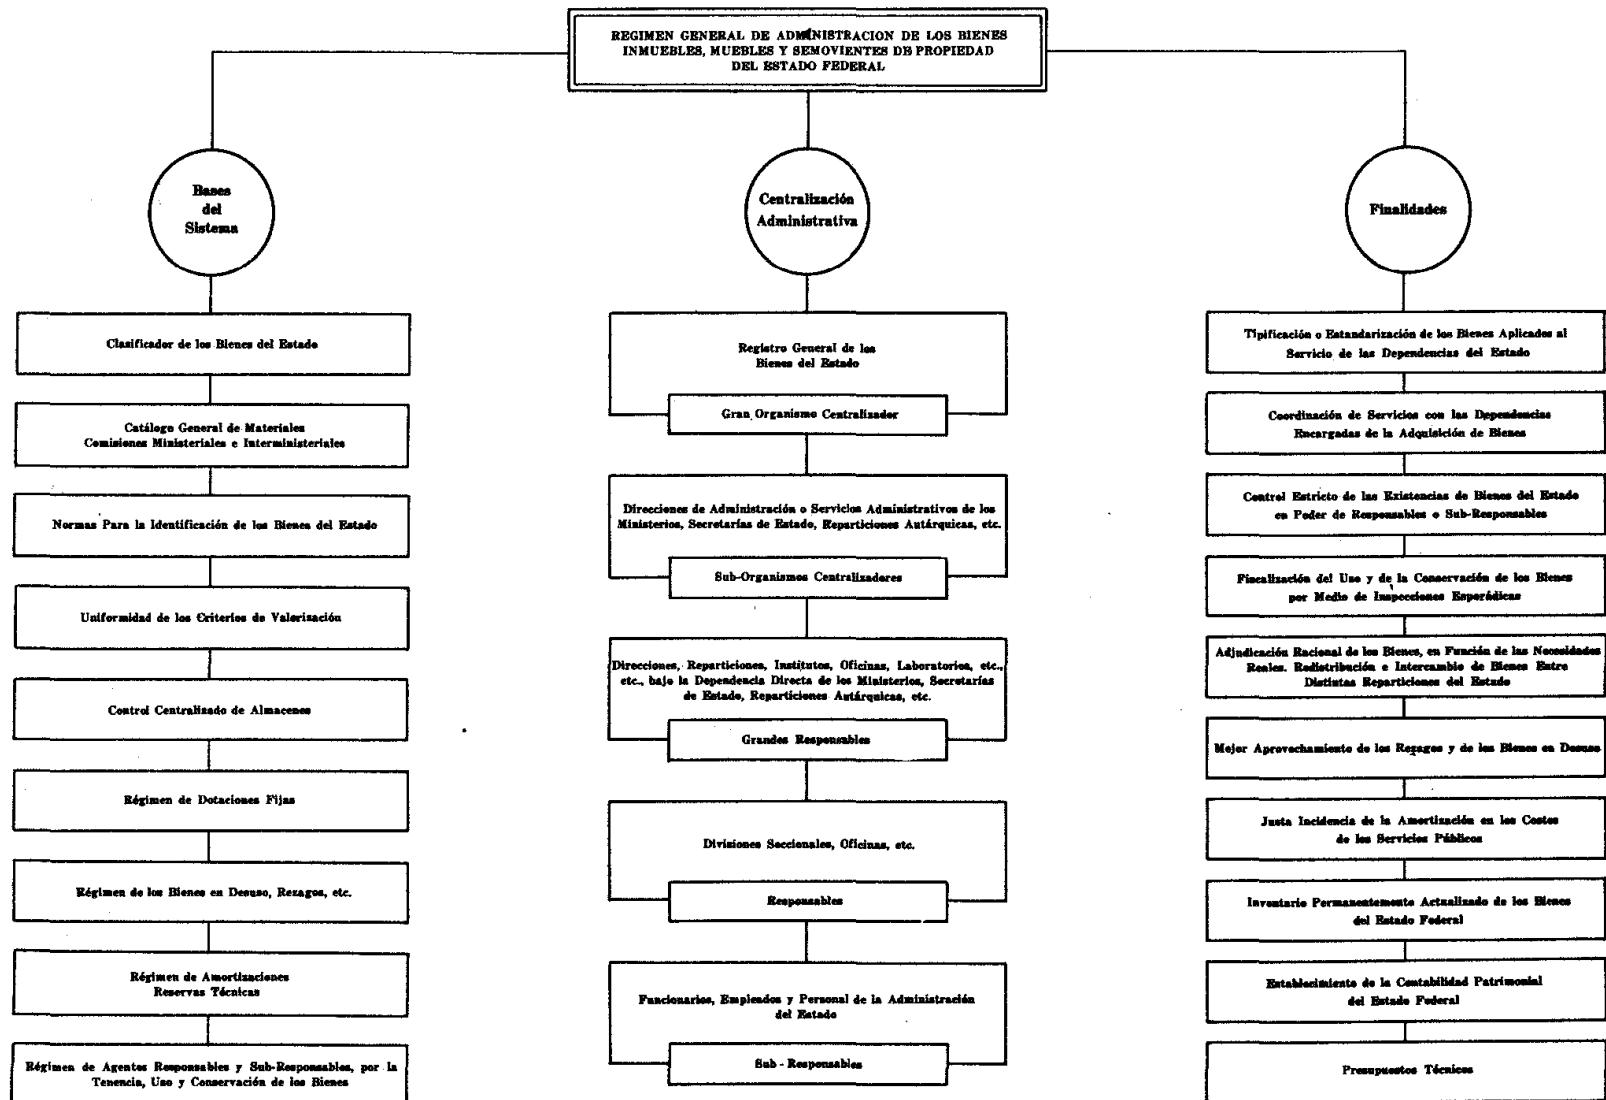 REGIMEN GENERAL DE ADMINISTRACION DE LOS BIENES
INMUEBLES, MUEBLES Y SEMOVIENTES DE PROPIEDAD
DEL ESTADO FEDERAL
Bases
del
Sistema
Clasificador de los Bienes del Estado
Catálogo General de Materiales
Comisiones Ministeriales e Interministeriales
Normas Para la Identificación de los Bienes del Estado
Uniformidad de los Criterios de Valorización
Control Centralizado de Almacenes
Régimen de Dotaciones Fijas
Régimen de los Bienes en Desuso, Rezagos, etc.
Régimen de Amortizaciones
Reservas Técnicas
Régimen de Agentes Responsables y Sub-Responsables, por la
Tenencia, Uso y Conservación de los Bienes
Centralización
Administrativa
Registro General de los
Bienes del Estado
Gran Organismo Centralizador
Direcciones de Administración o Servicios Administrativos de los
Ministerios, Secretarías de Estado, Reparticiones Autárquicas, etc.
Sub-Organismos Centralizadores
Direcciones, Reparticiones, Institutos, Oficinas, Laboratorios, etc.,
etc., bajo la Dependencia Directa de los Ministerios, Secretarías
de Estado, Reparticiones Autárquicas, etc.
Grandes Responsables
Divisiones Seccionales, Oficinas, etc.
Responsables
Funcionarios, Empleados y Personal de la Administración
del Estado
Sub - Responsables
Finalidades
Tipificación o Estandarización de los Bienes Aplicados al
Servicio de las Dependencias del Estado
Coordinación de Servicios con las Dependencias
Encargadas de la Adquisición de Bienes
Control Estricto de las Existencias de Bienes del Estado
en Poder de Responsables o Sub-Responsables
Fiscalización del Uso y de la Conservación de los Bienes
por Medio de Inspecciones Esporádicas
Adjudicación Racional de los Bienes, en Función de las Necesidades
Reales. Redistribución e Intercambio de Bienes Entre
Distintas Reparticiones del Estado
Mejor Aprovechamiento de los Rezagos y de los Bienes en Desuso
Justa Incidencia de la Amortización en los Costos
de los Servicios Públicos
Inventario Permanentemente Actualizado de los Bienes
del Estado Federal
Establecimiento de la Contabilidad Patrimonial
del Estado Federal
Presupuestos Técnicos